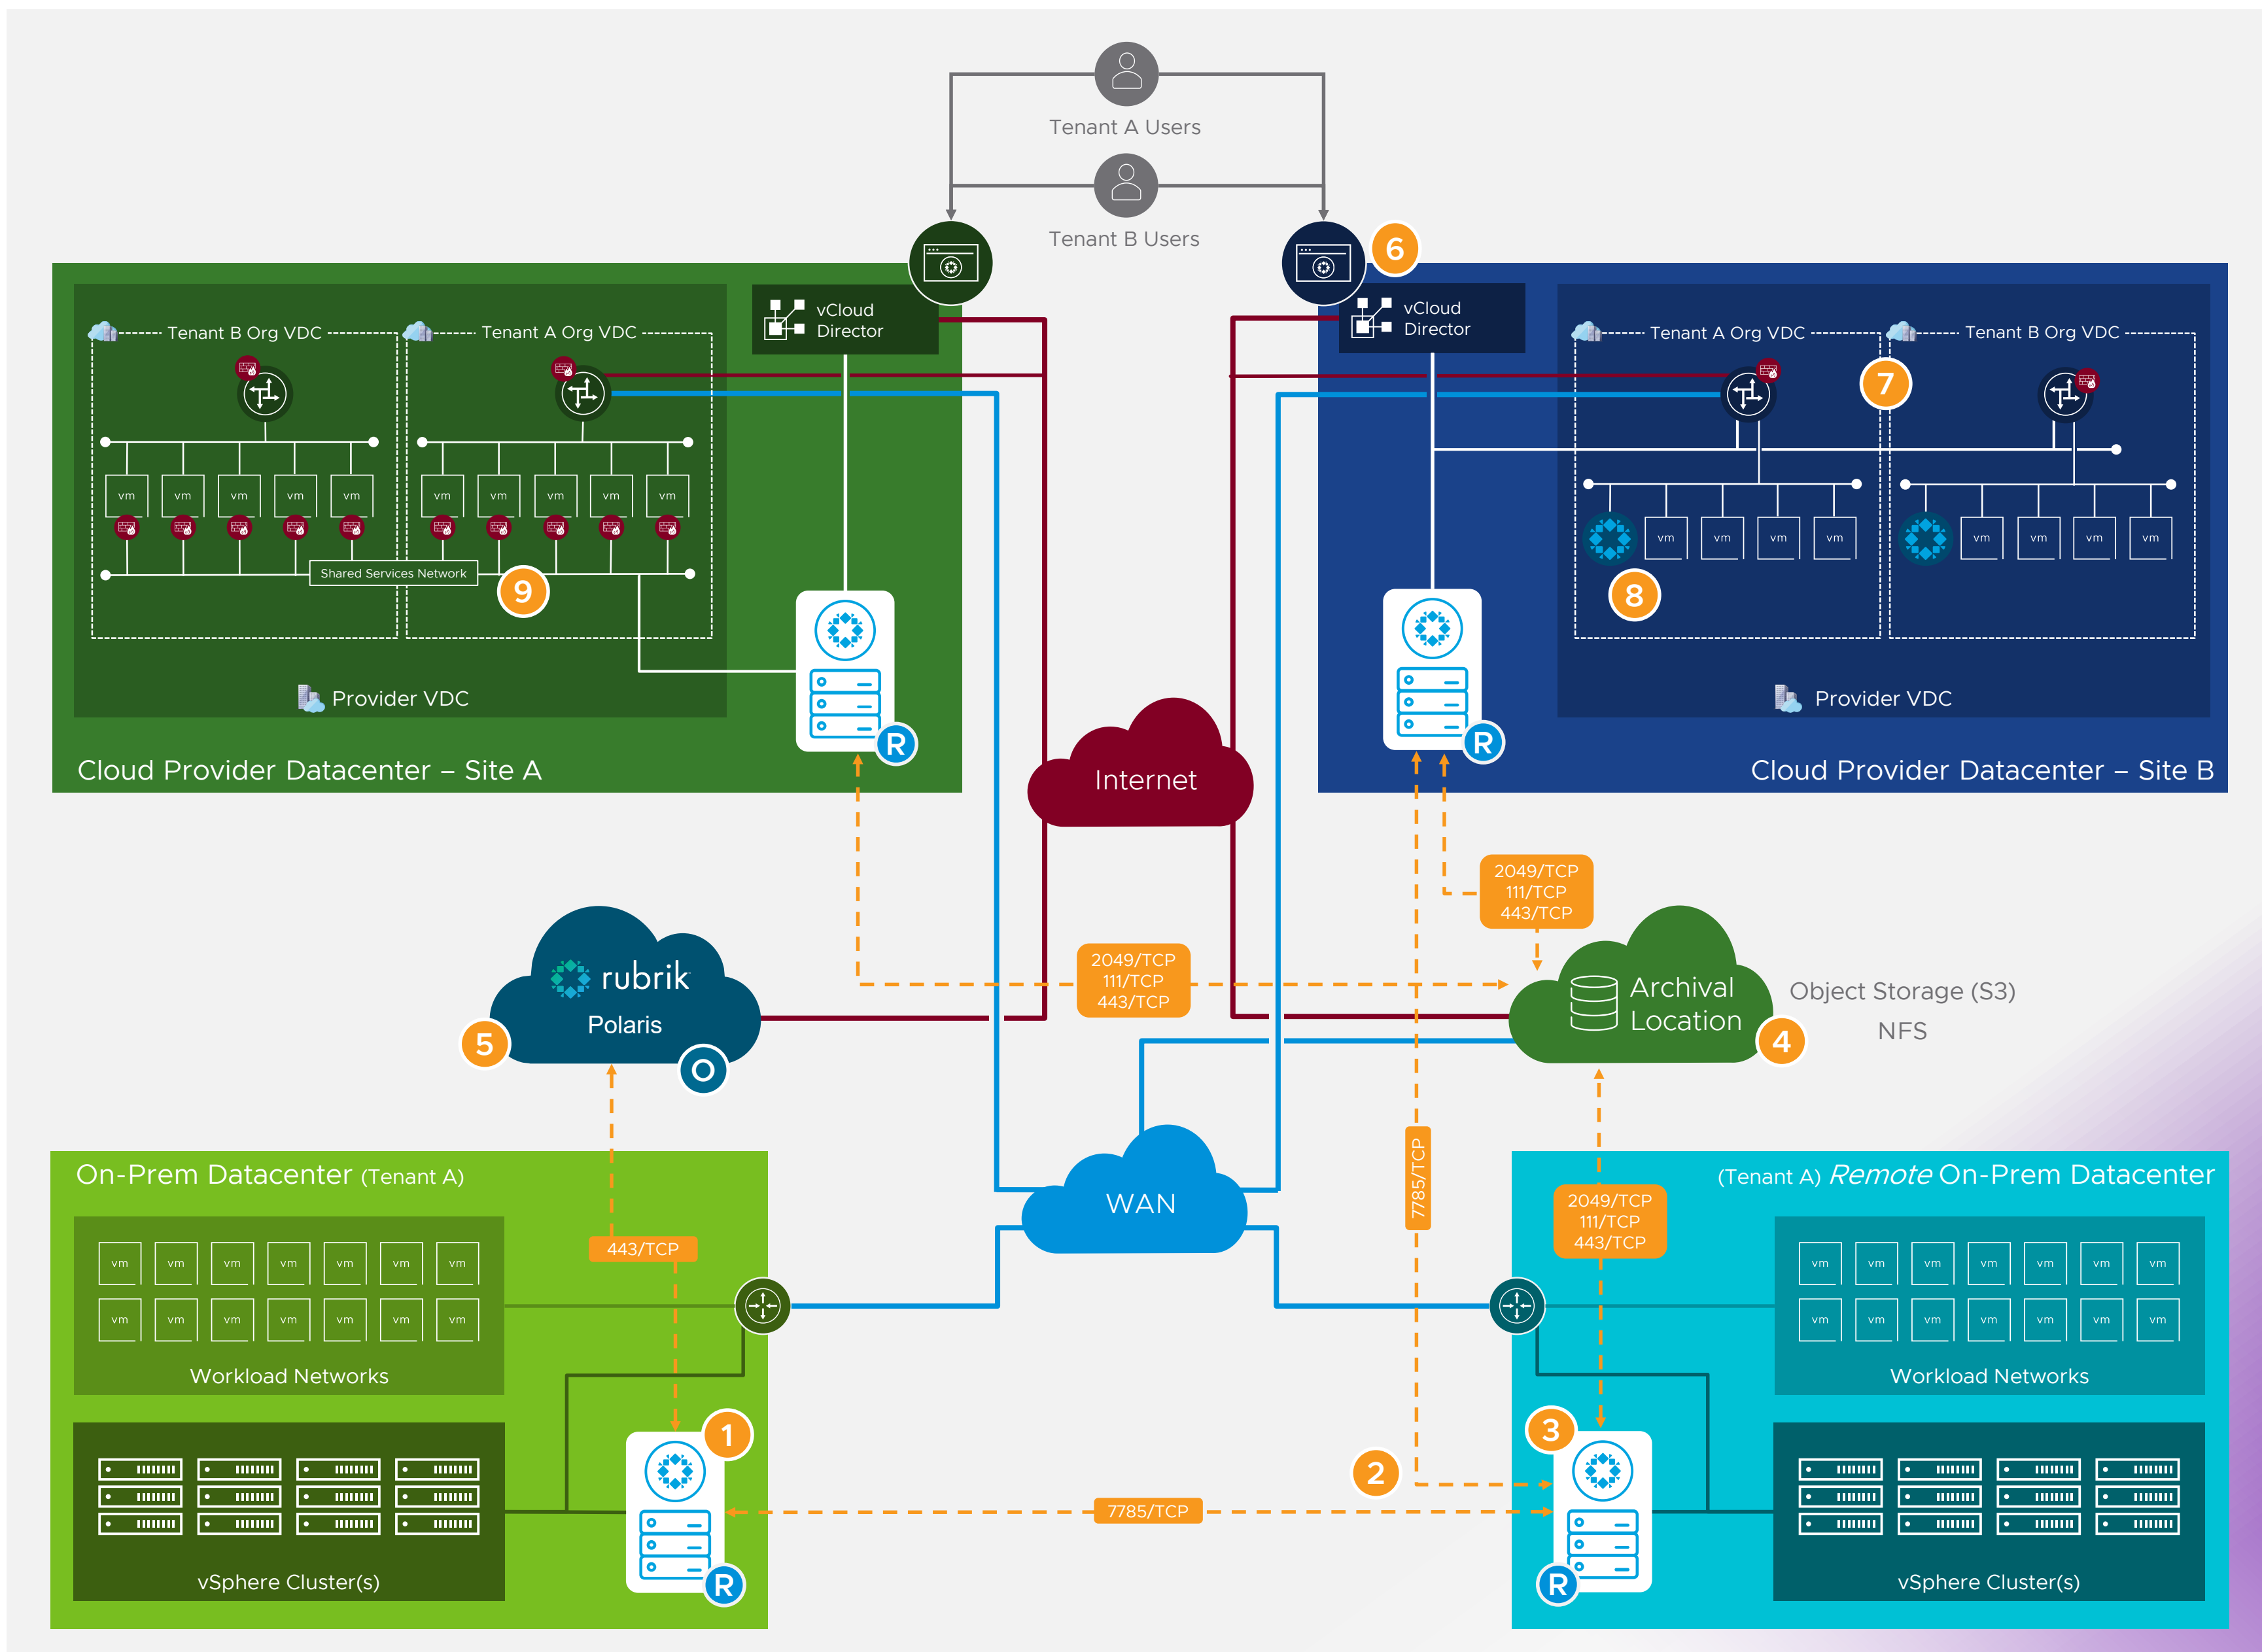 Tenant A Users
Tenant B Users
6
vCloud
Director
Tenant B Org VDC
Tenant A Org VDC
vm vm vm vm vm
vm vm vm vm vm
Shared Services Network
9
Provider VDC
R
Cloud Provider Datacenter – Site A
vCloud
Director
Tenant A Org VDC
Tenant B Org VDC
7
vm vm vm vm
vm vm vm vm
8
Provider VDC
R
Cloud Provider Datacenter – Site B
Internet
2049/TCP
111/TCP
443/TCP
2049/TCP
111/TCP
443/TCP
rubrik
Polaris
5
O
Archival
Location
4
Object Storage (S3)
NFS
WAN
7785/TCP
On-Prem Datacenter (Tenant A)
443/TCP
vm vm vm vm vm vm vm
vm vm vm vm vm vm vm
Workload Networks
1
vSphere Cluster(s)
R
7785/TCP
2
(Tenant A) Remote On-Prem Datacenter
2049/TCP
111/TCP
443/TCP
vm vm vm vm vm vm vm
vm vm vm vm vm vm vm
Workload Networks
3
vSphere Cluster(s)
R